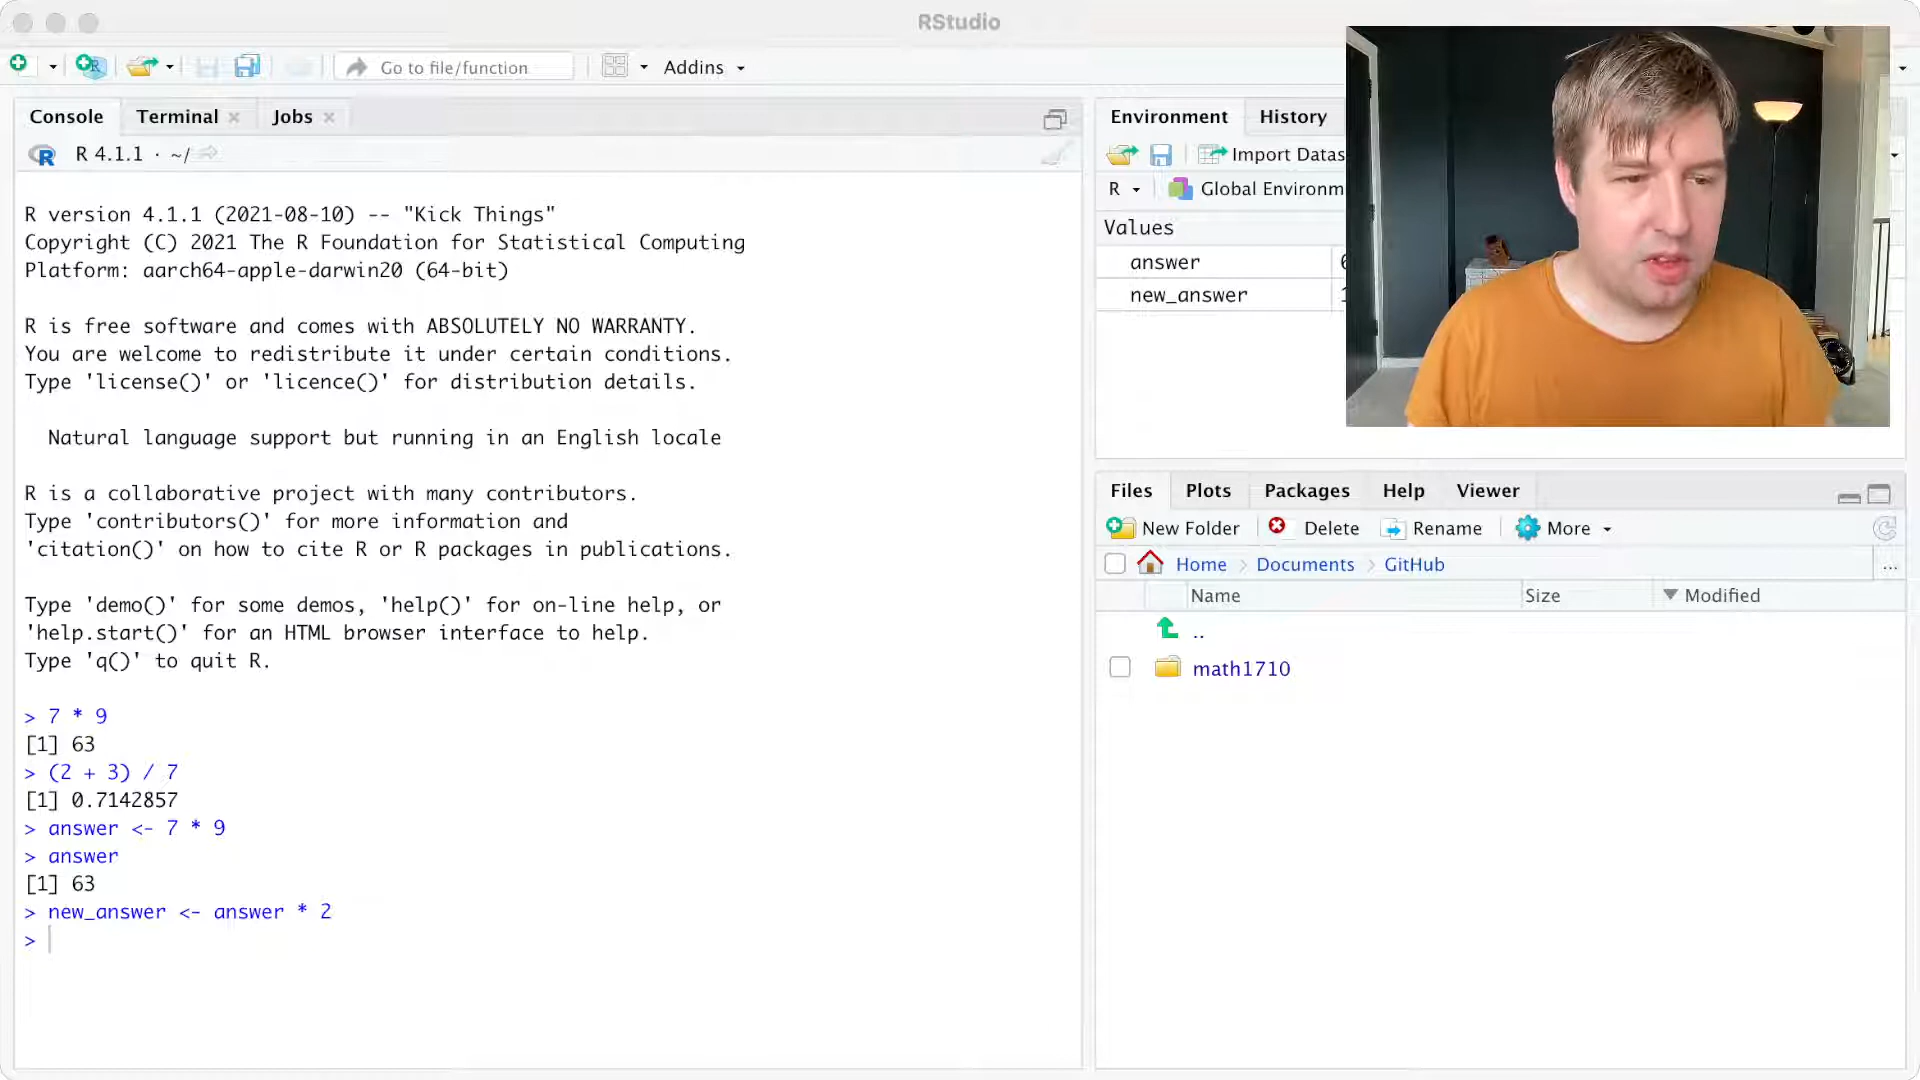 RStudio
Go to file/function
Addins
Console
Terminal
Jobs
R 4.1.1 · ~/
R version 4.1.1 (2021-08-10) -- "Kick Things"
Copyright (C) 2021 The R Foundation for Statistical Computing
Platform: aarch64-apple-darwin20 (64-bit)
R is free software and comes with ABSOLUTELY NO WARRANTY.
You are welcome to redistribute it under certain conditions.
Type 'license()' or 'licence()' for distribution details.
Natural language support but running in an English locale
R is a collaborative project with many contributors.
Type 'contributors()' for more information and
'citation()' on how to cite R or R packages in publications.
Type 'demo()' for some demos, 'help()' for on-line help, or
'help.start()' for an HTML browser interface to help.
Type 'q()' to quit R.
> 7 * 9
[1] 63
> (2 + 3) / 7
[1] 0.7142857
> answer <- 7 * 9
> answer
[1] 63
> new_answer <- answer * 2
>
Environment
History
Import Datas
R
Global Environm
Values
answer
new_answer
Files
Plots
Packages
Help
Viewer
New Folder
Delete
Rename
More
Home > Documents > GitHub
...
Name
Size
Modified
..
math1710